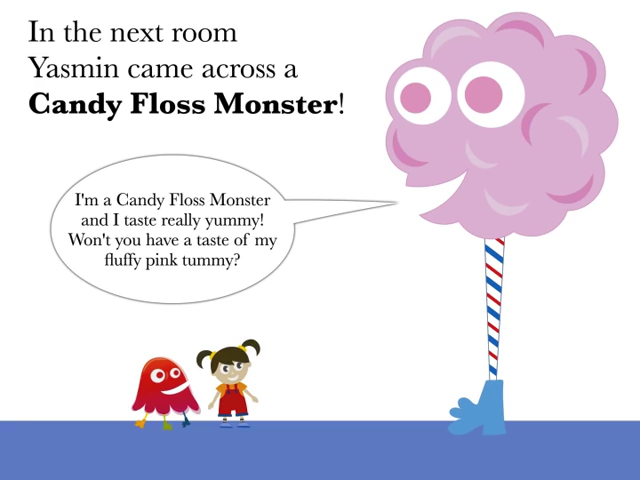 In the next room
Yasmin came across a
Candy Floss Monster!
I'm a Candy Floss Monster
and I taste really yummy!
Won't you have a taste of my
fluffy pink tummy?